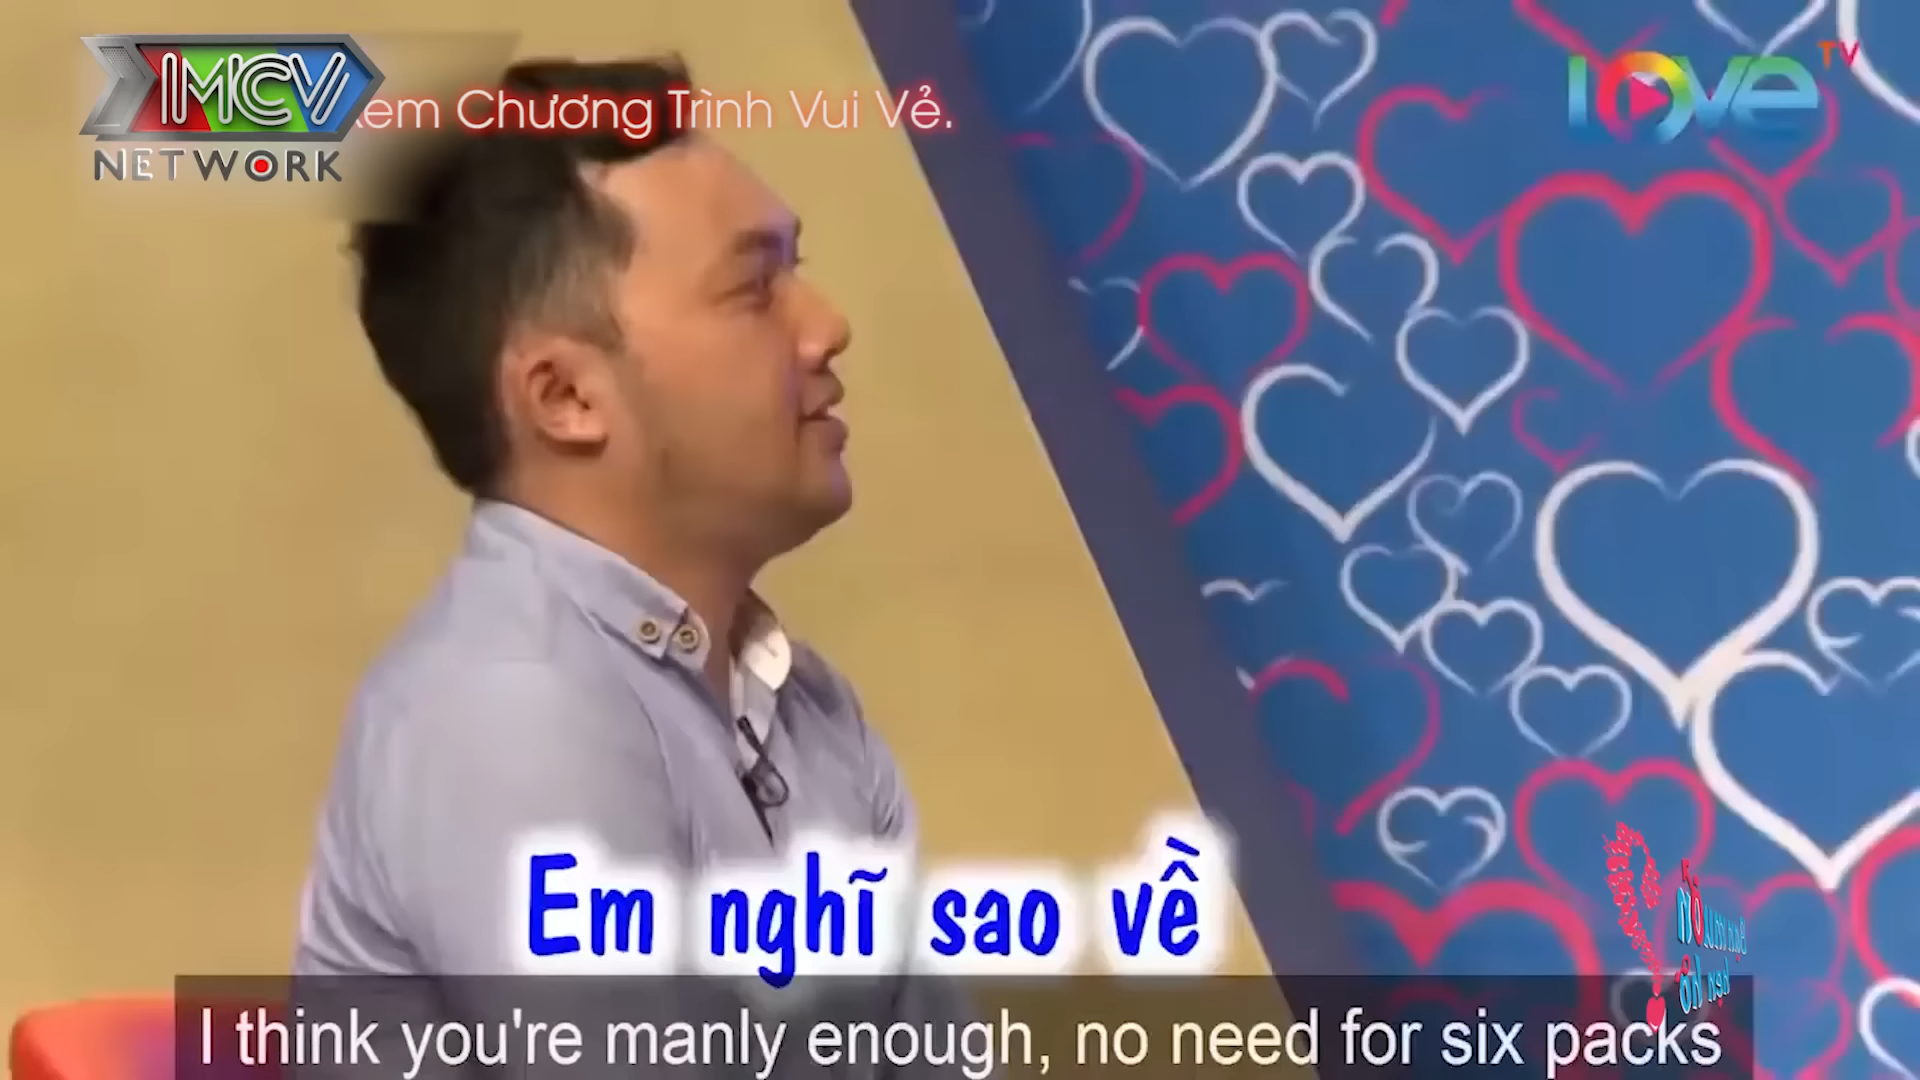 MCV
NETWORK
Xem Chương Trình Vui Vẻ.
LOVE TV
Em nghĩ sao về
I think you're manly enough, no need for six packs